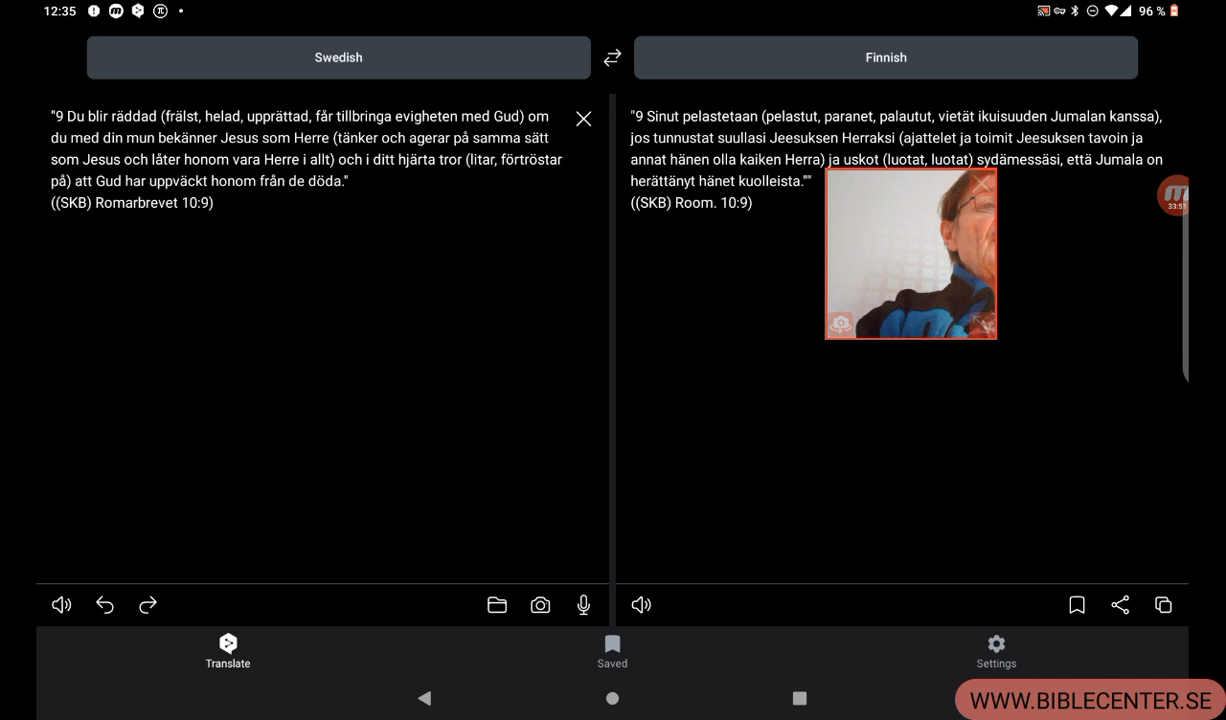 12:35
96 %
Swedish
Finnish
"9 Du blir räddad (frälst, helad, upprättad, får tillbringa evigheten med Gud) om
du med din mun bekänner Jesus som Herre (tänker och agerar på samma sätt
som Jesus och låter honom vara Herre i allt) och i ditt hjärta tror (litar, förtröstar
på) att Gud har uppväckt honom från de döda."
((SKB) Romarbrevet 10:9)
"9 Sinut pelastetaan (pelastut, paranet, palautut, vietät ikuisuuden Jumalan kanssa),
jos tunnustat suullasi Jeesuksen Herraksi (ajattelet ja toimit Jeesuksen tavoin ja
annat hänen olla kaiken Herra) ja uskot (luotat, luotat) sydämessäsi, että Jumala on
herättänyt hänet kuolleista.""
((SKB) Room. 10:9)
33:51
Translate
Saved
Settings
WWW.BIBLECENTER.SE